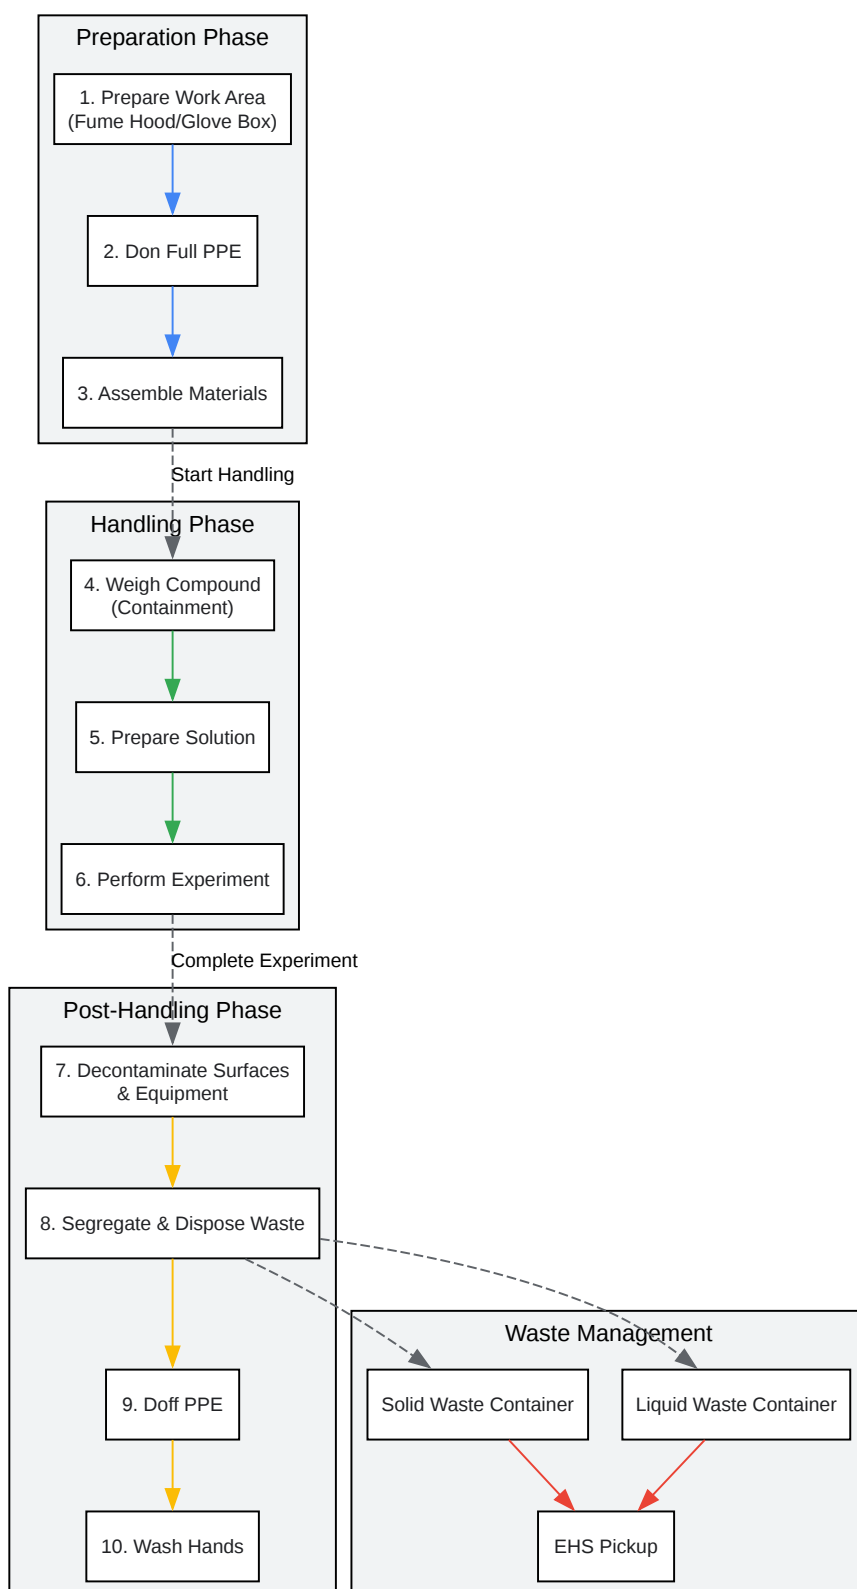 Preparation Phase
1. Prepare Work Area
(Fume Hood/Glove Box)
2. Don Full PPE
3. Assemble Materials
Start Handling
Handling Phase
4. Weigh Compound
(Containment)
5. Prepare Solution
6. Perform Experiment
Complete Experiment
Post-Handling Phase
7. Decontaminate Surfaces
& Equipment
8. Segregate & Dispose Waste
Waste Management
9. Doff PPE
Solid Waste Container
Liquid Waste Container
10. Wash Hands
EHS Pickup